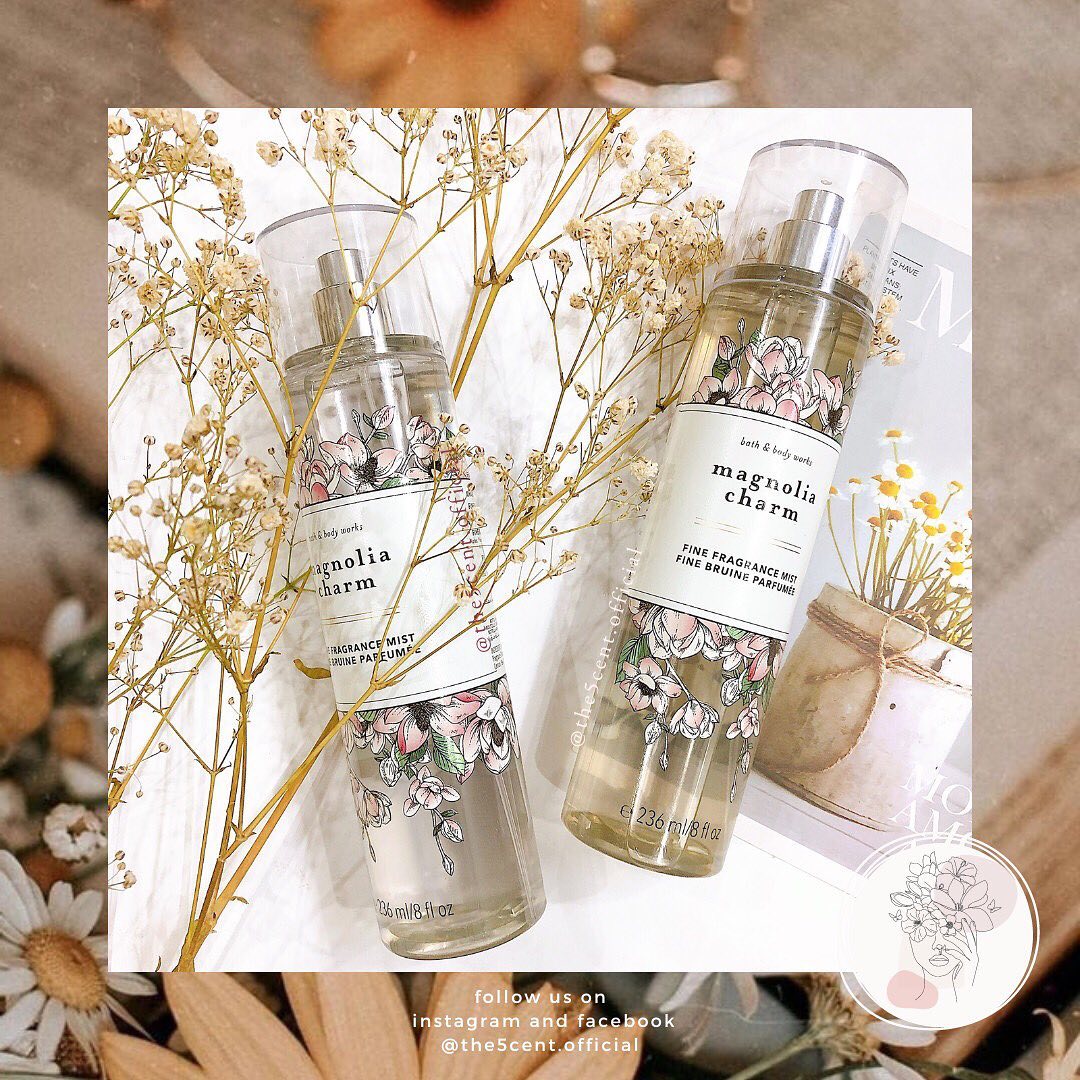 bath & body works
magnolia
charm
FINE FRAGRANCE MIST
FINE BRUINE PARFUMÉE
℮ 236 ml/8 fl oz
bath & body works
magnolia
charm
FRAGRANCE MIST
BRUINE PARFUMÉE
236 ml/8 fl oz
@the5cent.official
@the5cent.official
follow us on
instagram and facebook
@the5cent.official